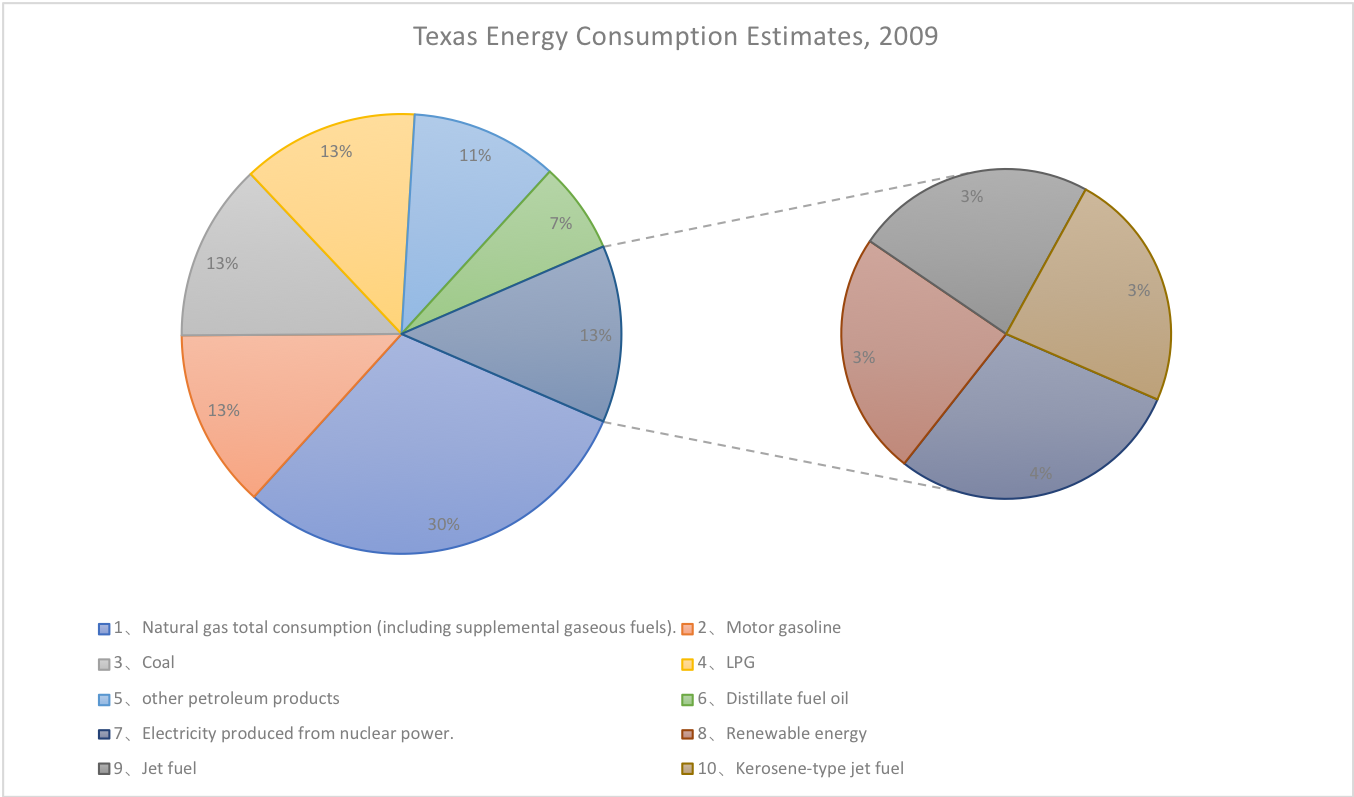 Texas Energy Consumption Estimates, 2009
13%
11%
7%
13%
13%
13%
30%
3%
3%
3%
4%
1、Natural gas total consumption (including supplemental gaseous fuels).
2、Motor gasoline
3、Coal
4、LPG
5、other petroleum products
6、Distillate fuel oil
7、Electricity produced from nuclear power.
8、Renewable energy
9、Jet fuel
10、Kerosene-type jet fuel